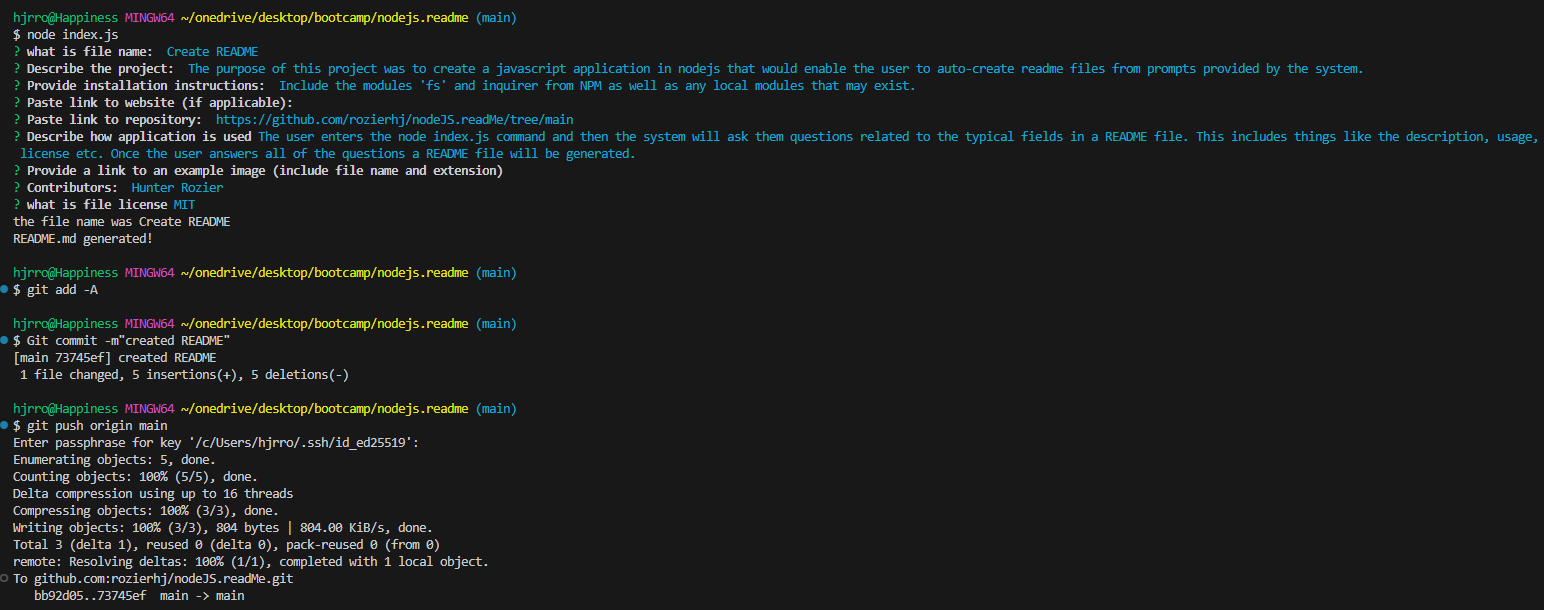 hjrro@Happiness MINGW64 ~/onedrive/desktop/bootcamp/nodejs.readme (main)
$ node index.js
? what is file name:  Create README
? Describe the project:  The purpose of this project was to create a javascript application in nodejs that would enable the user to auto-create readme files from prompts provided by the system.
? Provide installation instructions:  Include the modules 'fs' and inquirer from NPM as well as any local modules that may exist.
? Paste link to website (if applicable):
? Paste link to repository:  https://github.com/rozierhj/nodeJS.readMe/tree/main
? Describe how application is used The user enters the node index.js command and then the system will ask them questions related to the typical fields in a README file. This includes things like the description, usage,
 license etc. Once the user answers all of the questions a README file will be generated.
? Provide a link to an example image (include file name and extension)
? Contributors:  Hunter Rozier
? what is file license MIT
the file name was Create README
README.md generated!

hjrro@Happiness MINGW64 ~/onedrive/desktop/bootcamp/nodejs.readme (main)
$ git add -A

hjrro@Happiness MINGW64 ~/onedrive/desktop/bootcamp/nodejs.readme (main)
$ Git commit -m"created README"
[main 73745ef] created README
 1 file changed, 5 insertions(+), 5 deletions(-)

hjrro@Happiness MINGW64 ~/onedrive/desktop/bootcamp/nodejs.readme (main)
$ git push origin main
Enter passphrase for key '/c/Users/hjrro/.ssh/id_ed25519':
Enumerating objects: 5, done.
Counting objects: 100% (5/5), done.
Delta compression using up to 16 threads
Compressing objects: 100% (3/3), done.
Writing objects: 100% (3/3), 804 bytes | 804.00 KiB/s, done.
Total 3 (delta 1), reused 0 (delta 0), pack-reused 0 (from 0)
remote: Resolving deltas: 100% (1/1), completed with 1 local object.
To github.com:rozierhj/nodeJS.readMe.git
   bb92d05..73745ef  main -> main